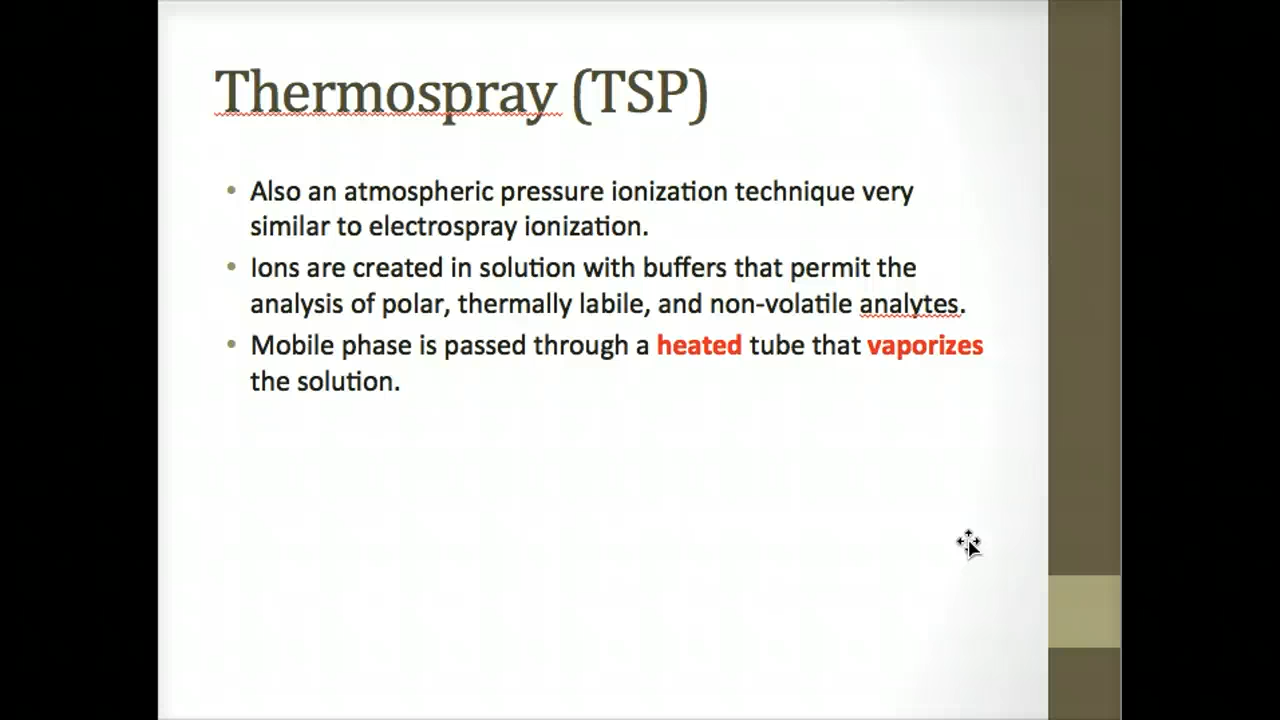 Thermospray (TSP)
• Also an atmospheric pressure ionization technique very
similar to electrospray ionization.
• Ions are created in solution with buffers that permit the
analysis of polar, thermally labile, and non-volatile analytes.
• Mobile phase is passed through a heated tube that vaporizes
the solution.